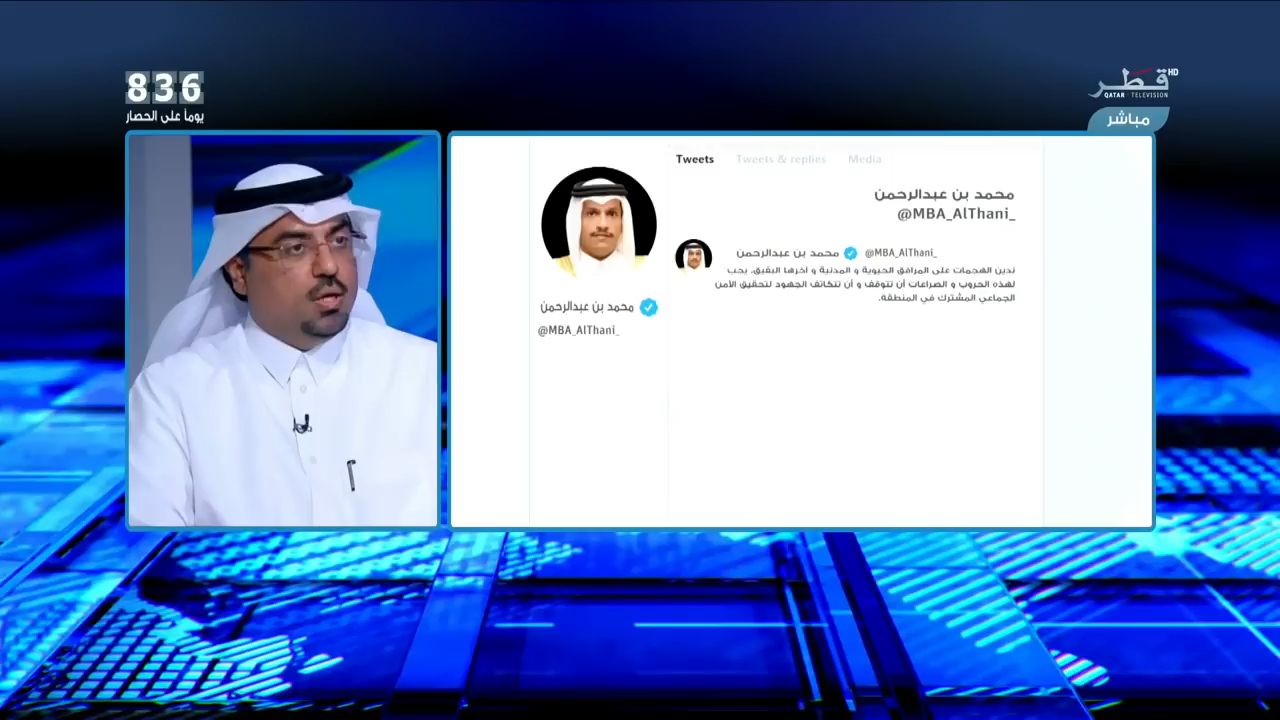 836
يوماً على الحصار
قطر HD
QATAR TELEVISION
مباشر
Tweets Tweets & replies Media
محمد بن عبدالرحمن
@MBA_AlThani_
محمد بن عبدالرحمن @MBA_AlThani_
ندين الهجمات على المرافق الحيوية و المدنية و آخرها البقيق. يجب
لهذه الحروب و الصراعات أن تتوقف و أن تتكاتف الجهود لتحقيق الأمن
الجماعي المشترك في المنطقة.
محمد بن عبدالرحمن
@MBA_AlThani_